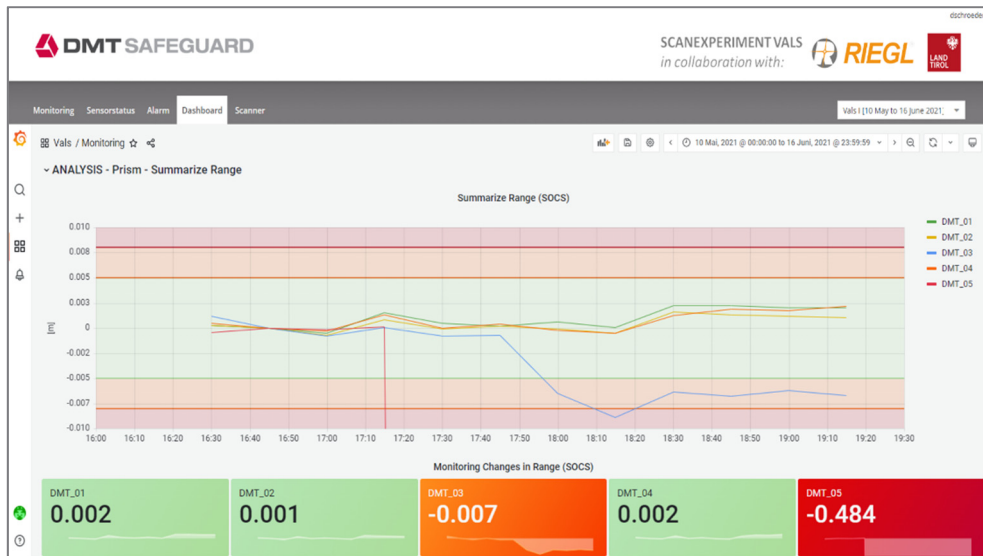 dschroede
DMT SAFEGUARD
SCANEXPERIMENT VALS
in collaboration with:
RIEGL
LAND
TIROL
Monitoring Sensorstatus Alarm Dashboard Scanner
Vals I [10 May to 16 June 2021]
Vals / Monitoring
10 Mai, 2021 @ 00:00:00 to 16 Juni, 2021 @ 23:59:59
ANALYSIS - Prism - Summarize Range
Summarize Range (SOCS)
0.010
0.008
0.005
0.003
0
-0.002
-0.005
-0.007
-0.010
[m]
16:00 16:10 16:20 16:30 16:40 16:50 17:00 17:10 17:20 17:30 17:40 17:50 18:00 18:10 18:20 18:30 18:40 18:50 19:00 19:10 19:20 19:30
DMT_01
DMT_02
DMT_03
DMT_04
DMT_05
Monitoring Changes in Range (SOCS)
DMT_01
0.002
DMT_02
0.001
DMT_03
-0.007
DMT_04
0.002
DMT_05
-0.484